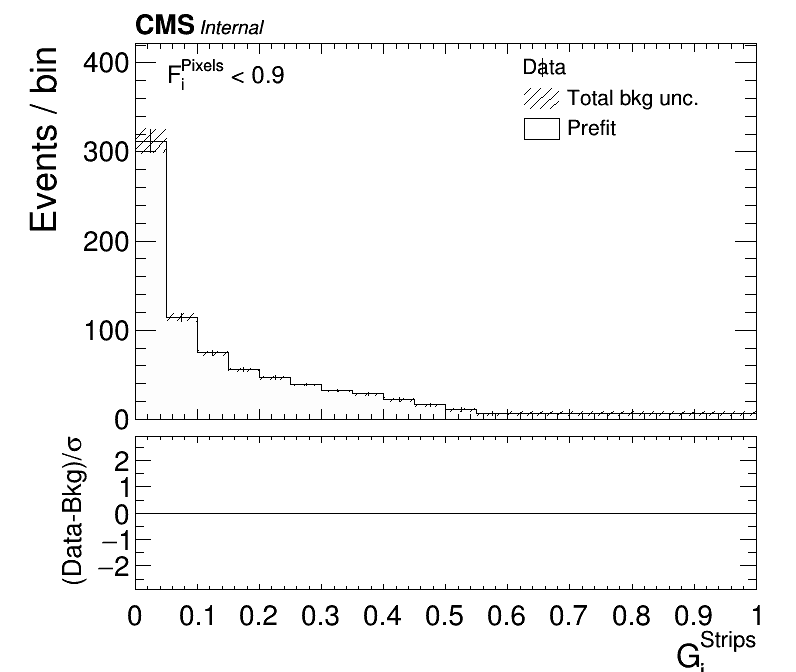 CMS Internal
Events / bin
400
300
200
100
0
F_i^Pixels < 0.9
Data
Total bkg unc.
Prefit
(Data-Bkg)/σ
2
1
0
−1
−2
0 0.1 0.2 0.3 0.4 0.5 0.6 0.7 0.8 0.9 1
G_i^Strips